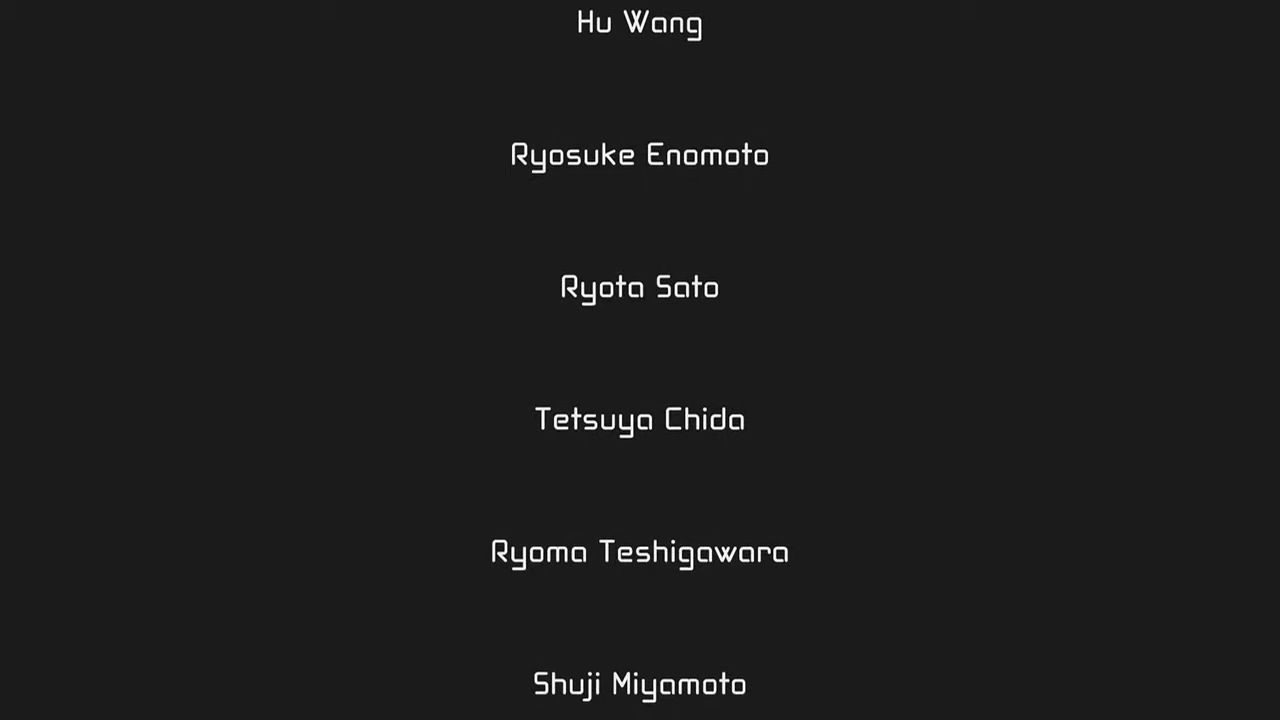 Hu Wang
Ryosuke Enomoto
Ryota Sato
Tetsuya Chida
Ryoma Teshigawara
Shuji Miyamoto